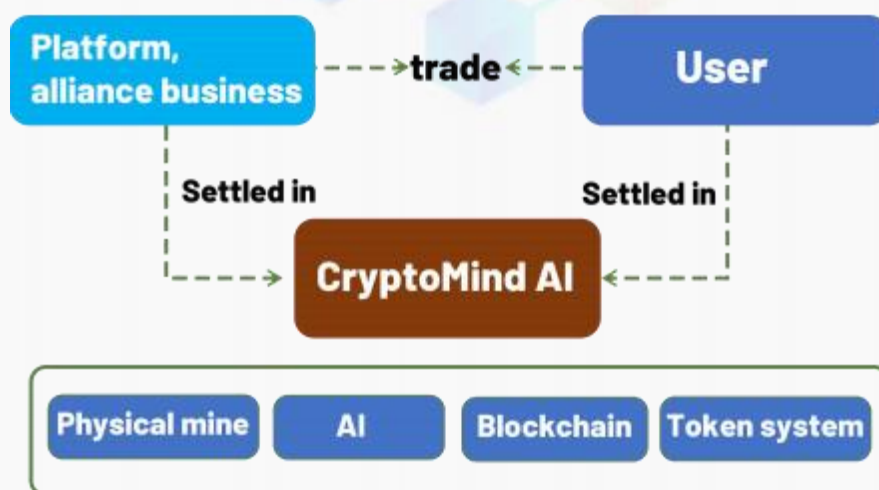 Platform,
alliance business
trade
User
Settled in
Settled in
CryptoMind AI
Physical mine
AI
Blockchain
Token system